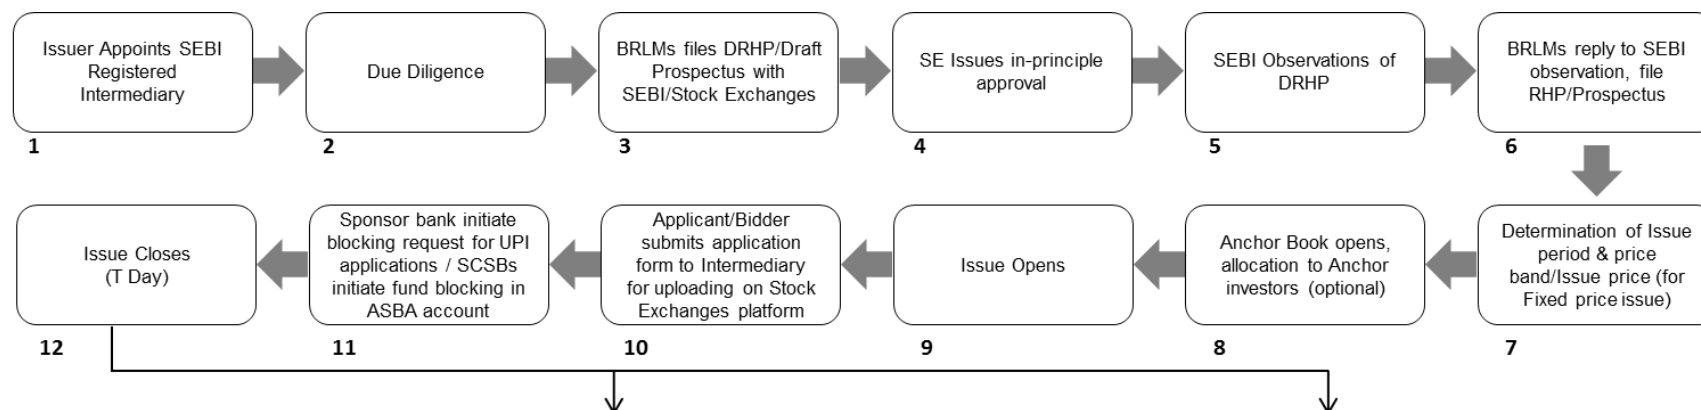 Issuer Appoints SEBI
Registered
Intermediary
1
Due Diligence
2
BRLMs files DRHP/Draft
Prospectus with
SEBI/Stock Exchanges
3
SE Issues in-principle
approval
4
SEBI Observations of
DRHP
5
BRLMs reply to SEBI
observation, file
RHP/Prospectus
6
Determination of Issue
period & price
band/Issue price (for
Fixed price issue)
7
Anchor Book opens,
allocation to Anchor
investors (optional)
8
Issue Opens
9
Applicant/Bidder
submits application
form to Intermediary
for uploading on Stock
Exchanges platform
10
Sponsor bank initiate
blocking request for UPI
applications / SCSBs
initiate fund blocking in
ASBA account
11
Issue Closes
(T Day)
12